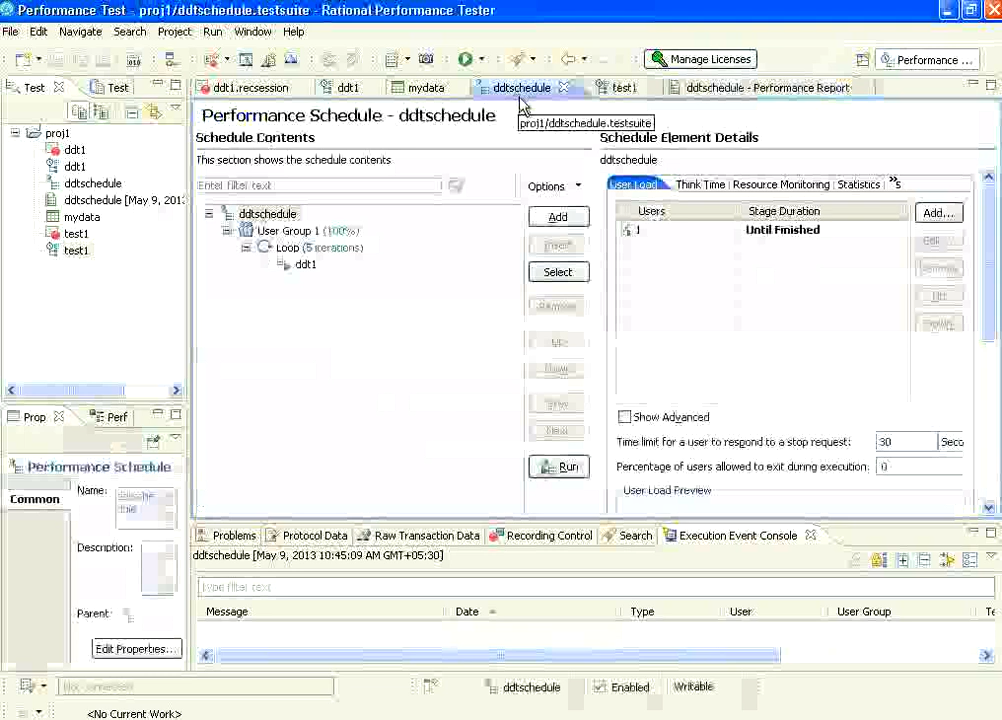 Performance Test - proj1/ddtschedule.testsuite - Rational Performance Tester
File Edit Navigate Search Project Run Window Help
Manage Licenses
Performance ...
Test
Test
ddt1.recsession
ddt1
mydata
ddtschedule
test1
ddtschedule - Performance Report
proj1
ddt1
ddt1
ddtschedule
ddtschedule [May 9, 201
mydata
test1
test1
Performance Schedule - ddtschedule
proj1/ddtschedule.testsuite
Schedule Contents
This section shows the schedule contents
Enter filter text
Options
ddtschedule
User Group 1 (100%)
Loop (5 iterations)
ddt1
Add
Insert
Select
Remove
Run
Schedule Element Details
ddtschedule
User Load Think Time Resource Monitoring Statistics »5
Users Stage Duration
1 Until Finished
Add...
Show Advanced
Time limit for a user to respond to a stop request: 30 Seco
Percentage of users allowed to exit during execution: 0
User Load Preview
Prop
Perf
Performance Schedule
Common
Name:
Description:
Parent:
Edit Properties...
Problems Protocol Data Raw Transaction Data Recording Control Search Execution Event Console
ddtschedule [May 9, 2013 10:45:09 AM GMT+05:30]
type filter text
Message Date Type User User Group Te
ddtschedule Enabled Writable
<No Current Work>